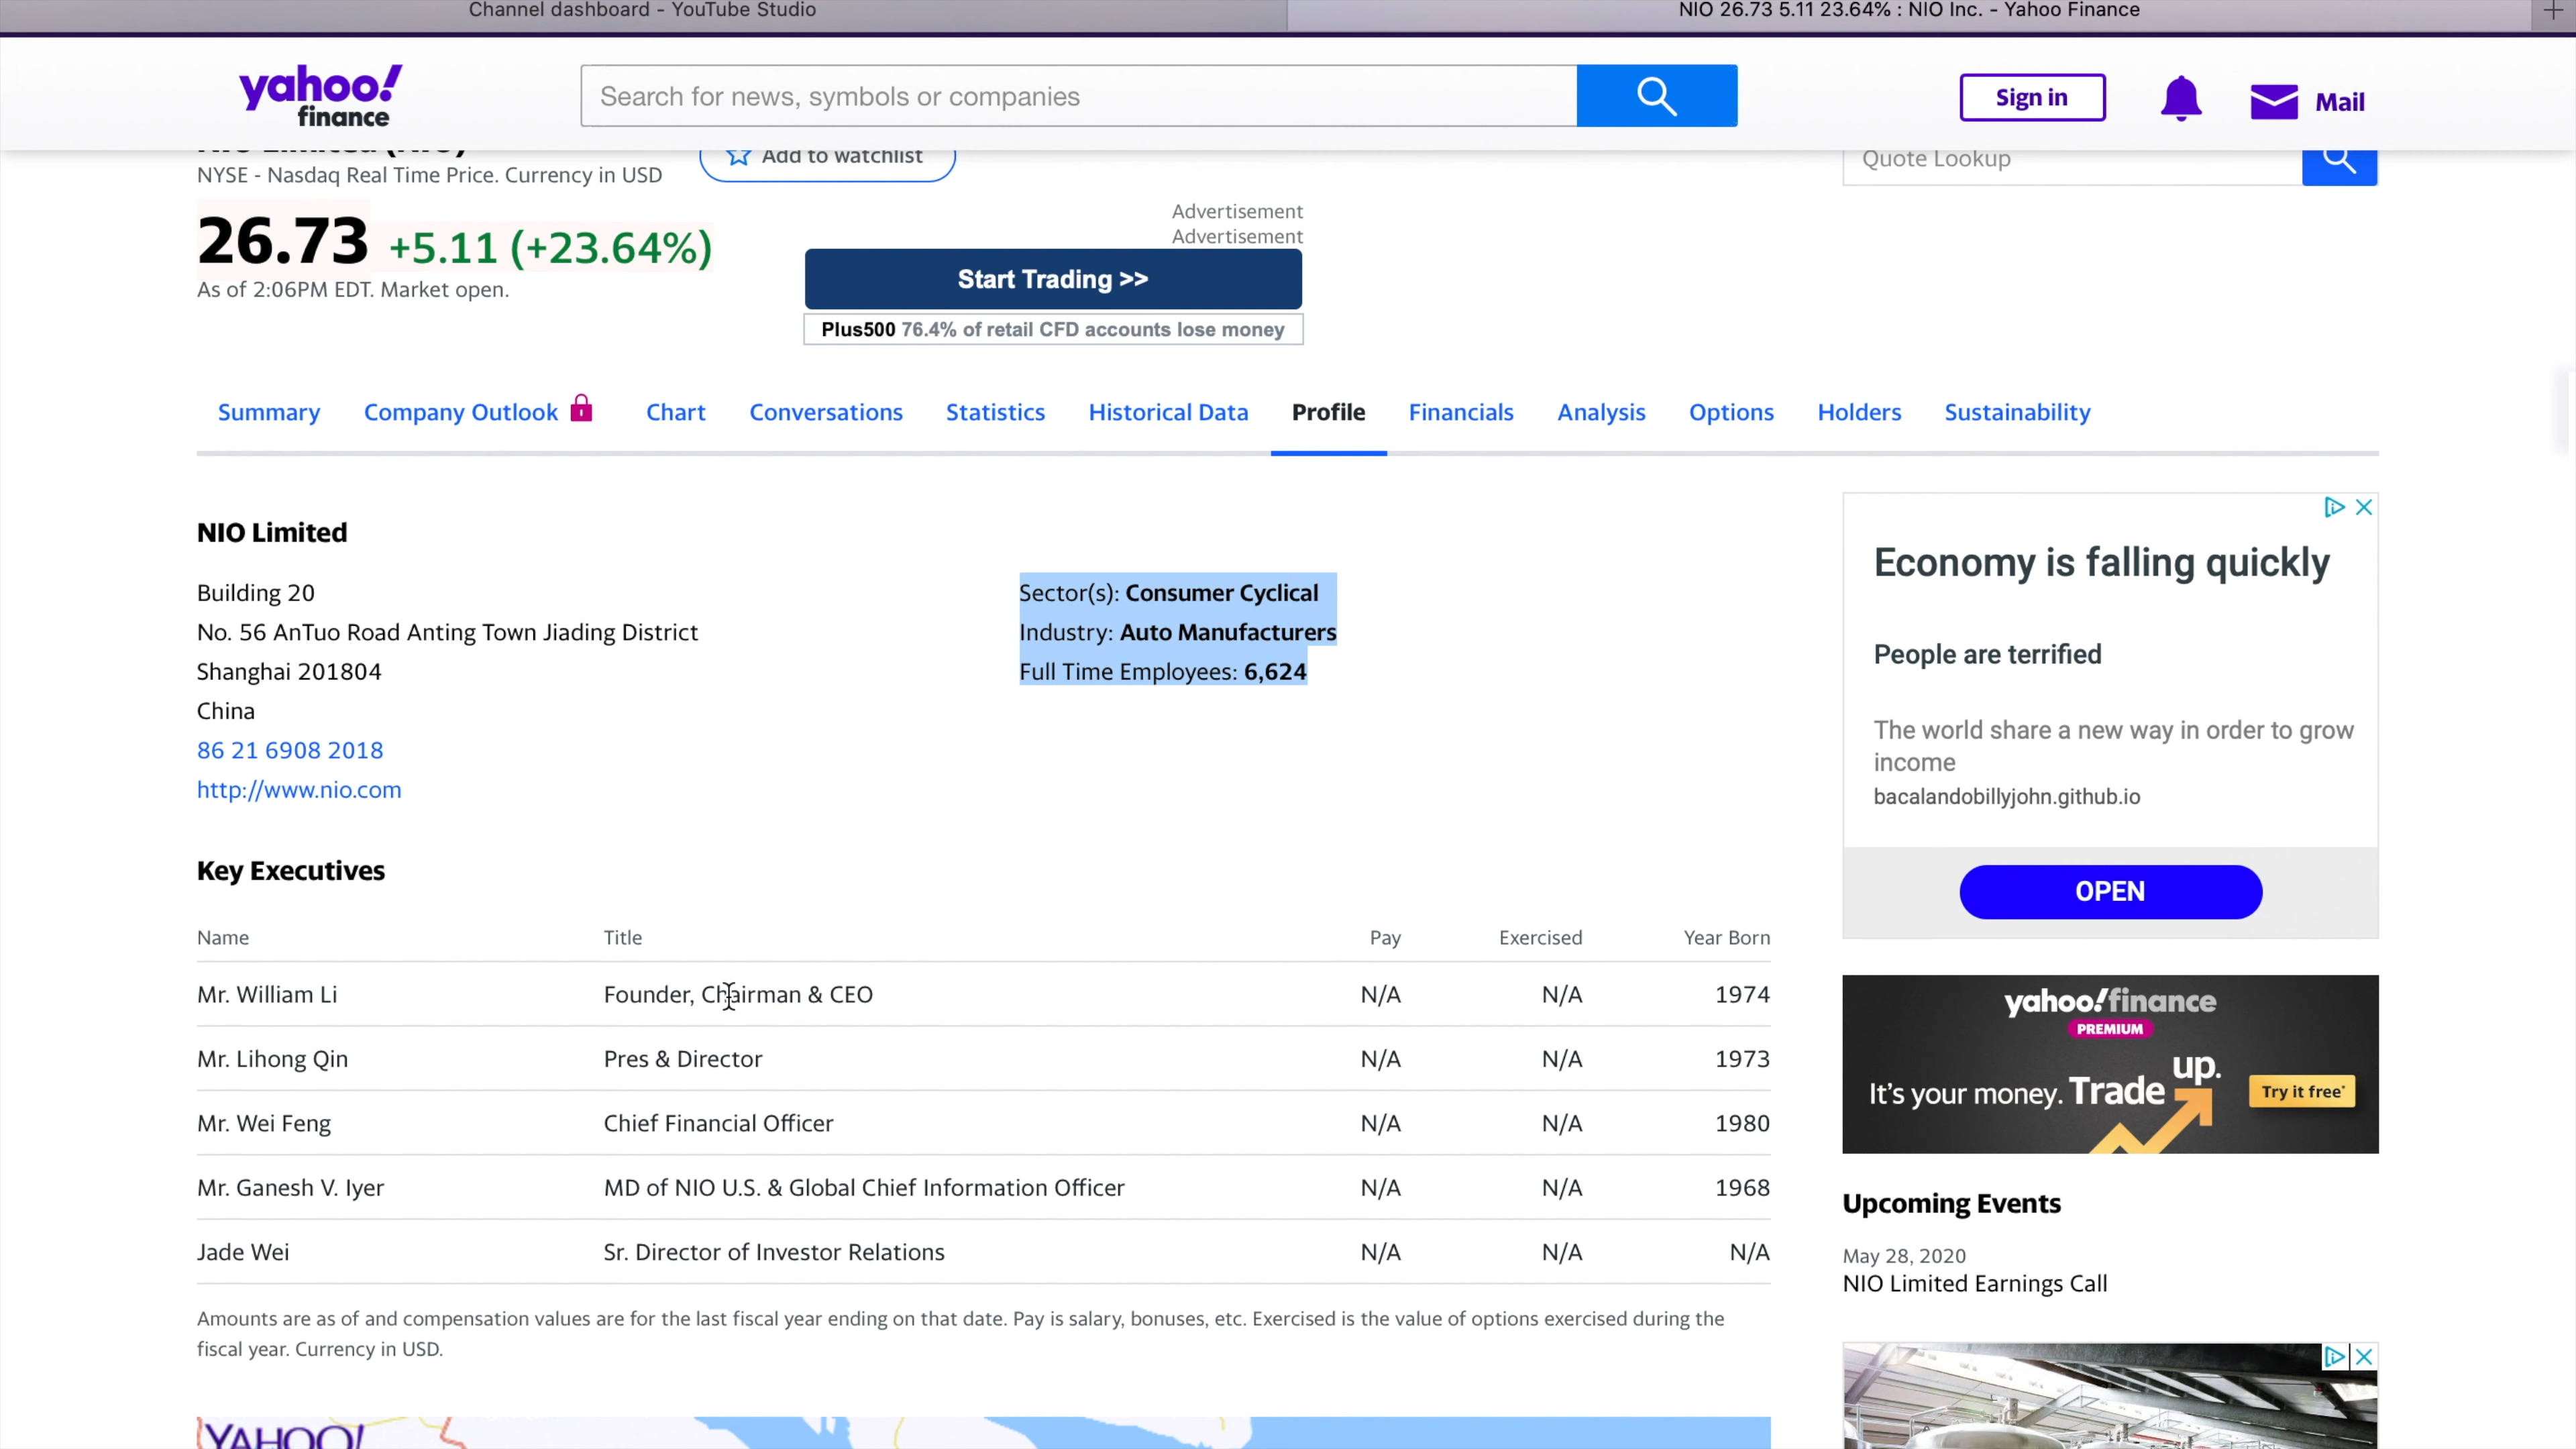 Channel dashboard - YouTube Studio
NIO 26.73 5.11 23.64% : NIO Inc. - Yahoo Finance
yahoo!
finance
Search for news, symbols or companies
Sign in
Mail
NIO Limited (NIO)
NYSE - Nasdaq Real Time Price. Currency in USD
Add to watchlist
Quote Lookup
26.73 +5.11 (+23.64%)
As of 2:06PM EDT. Market open.
Advertisement
Advertisement
Start Trading >>
Plus500 76.4% of retail CFD accounts lose money
Summary Company Outlook Chart Conversations Statistics Historical Data Profile Financials Analysis Options Holders Sustainability
NIO Limited
Building 20
No. 56 AnTuo Road Anting Town Jiading District
Shanghai 201804
China
86 21 6908 2018
http://www.nio.com
Sector(s): Consumer Cyclical
Industry: Auto Manufacturers
Full Time Employees: 6,624
Key Executives
Name Title Pay Exercised Year Born
Mr. William Li Founder, Chairman & CEO N/A N/A 1974
Mr. Lihong Qin Pres & Director N/A N/A 1973
Mr. Wei Feng Chief Financial Officer N/A N/A 1980
Mr. Ganesh V. Iyer MD of NIO U.S. & Global Chief Information Officer N/A N/A 1968
Jade Wei Sr. Director of Investor Relations N/A N/A N/A
Amounts are as of and compensation values are for the last fiscal year ending on that date. Pay is salary, bonuses, etc. Exercised is the value of options exercised during the
fiscal year. Currency in USD.
YAHOO!
Economy is falling quickly
People are terrified
The world share a new way in order to grow
income
bacalandobillyjohn.github.io
OPEN
yahoo!finance
PREMIUM
It's your money. Trade up.
Try it free*
Upcoming Events
May 28, 2020
NIO Limited Earnings Call